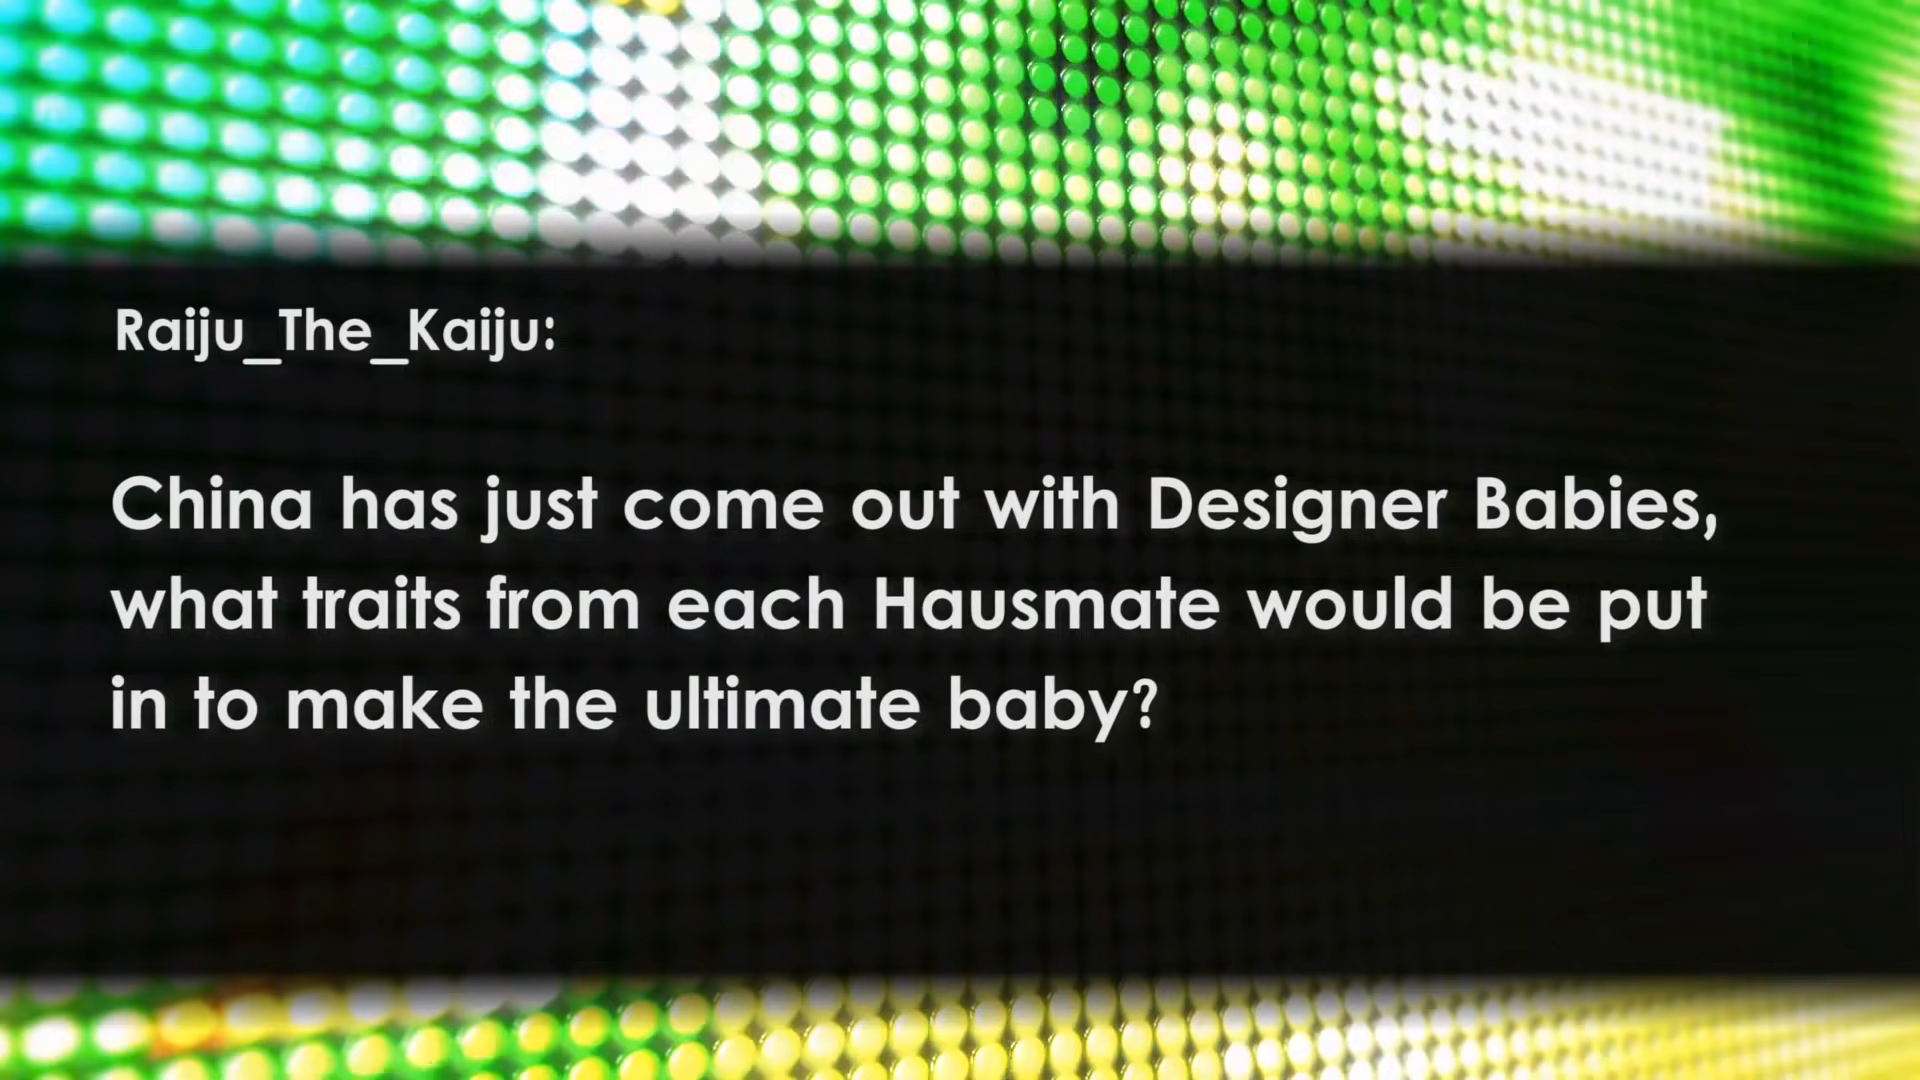 Raiju_The_Kaiju:
China has just come out with Designer Babies,
what traits from each Hausmate would be put
in to make the ultimate baby?